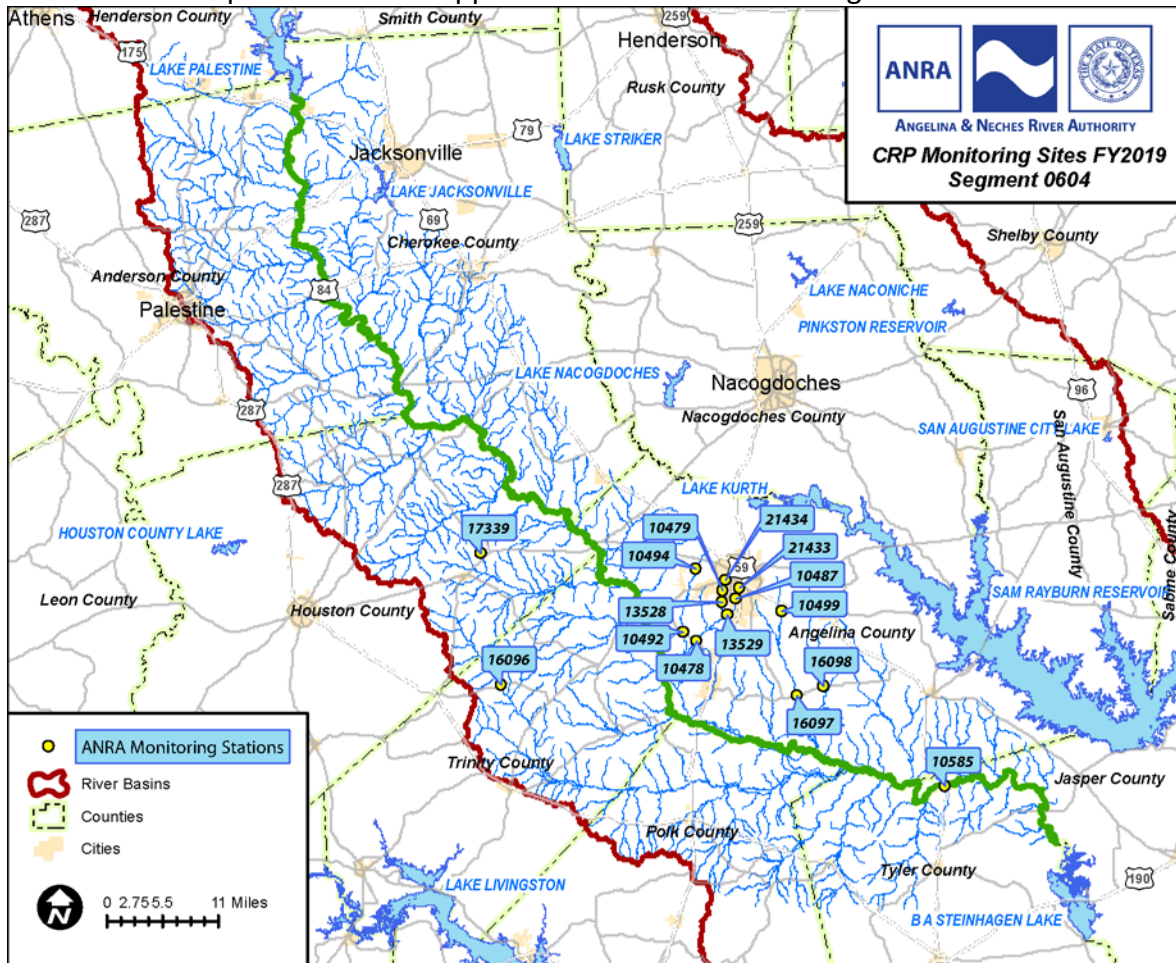 Athens
Henderson County
Smith County
259
Henderson
175
LAKE PALESTINE
Rusk County
ANRA
THE STATE OF TEXAS
ANGELINA & NECHES RIVER AUTHORITY
CRP Monitoring Sites FY2019
Segment 0604
79
LAKE STRIKER
Jacksonville
LAKE JACKSONVILLE
287
69
259
Cherokee County
Shelby County
Anderson County
84
LAKE NACONICHE
Palestine
PINKSTON RESERVOIR
LAKE NACOGDOCHES
Nacogdoches
96
287
Nacogdoches County
SAN AUGUSTINE CITY LAKE
San Augustine County
287
LAKE KURTH
HOUSTON COUNTY LAKE
17339
10479
21434
10494
21433
59
10487
Leon County
Houston County
13528
10499
SAM RAYBURN RESERVOIR
Sabine County
10492
13529
Angelina County
10478
16096
16098
16097
ANRA Monitoring Stations
River Basins
Counties
Cities
N
0 2.75 5.5 11 Miles
Trinity County
10585
Jasper County
Polk County
Tyler County
LAKE LIVINGSTON
190
B A STEINHAGEN LAKE